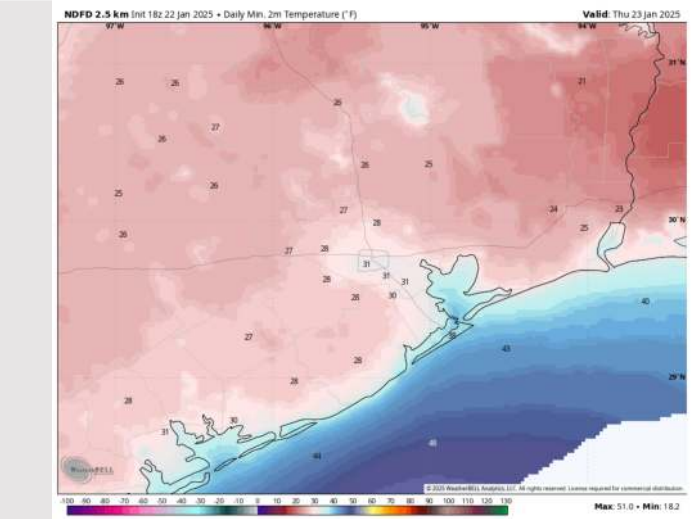 NDFD 2.5 km Init 18z 22 Jan 2025 • Daily Min. 2m Temperature (°F) Valid: Thu 23 Jan 2025
97°W 96°W 95°W 94°W
31°N
26 26 21
26
27
26
26 25
25 26
27 24 23
28 25
26
30°N
27 28
31
28 31 31
28 30
40
27 43
28
29°N
28
28
30
31
44 46
WeatherBELL
© 2025 WeatherBELL Analytics, LLC. All rights reserved. License required for commercial distribution.
-100 -90 -80 -70 -60 -50 -40 -30 -20 -10 0 10 20 30 40 50 60 70 80 90 100 110 120 130
Max: 51.0 • Min: 18.2